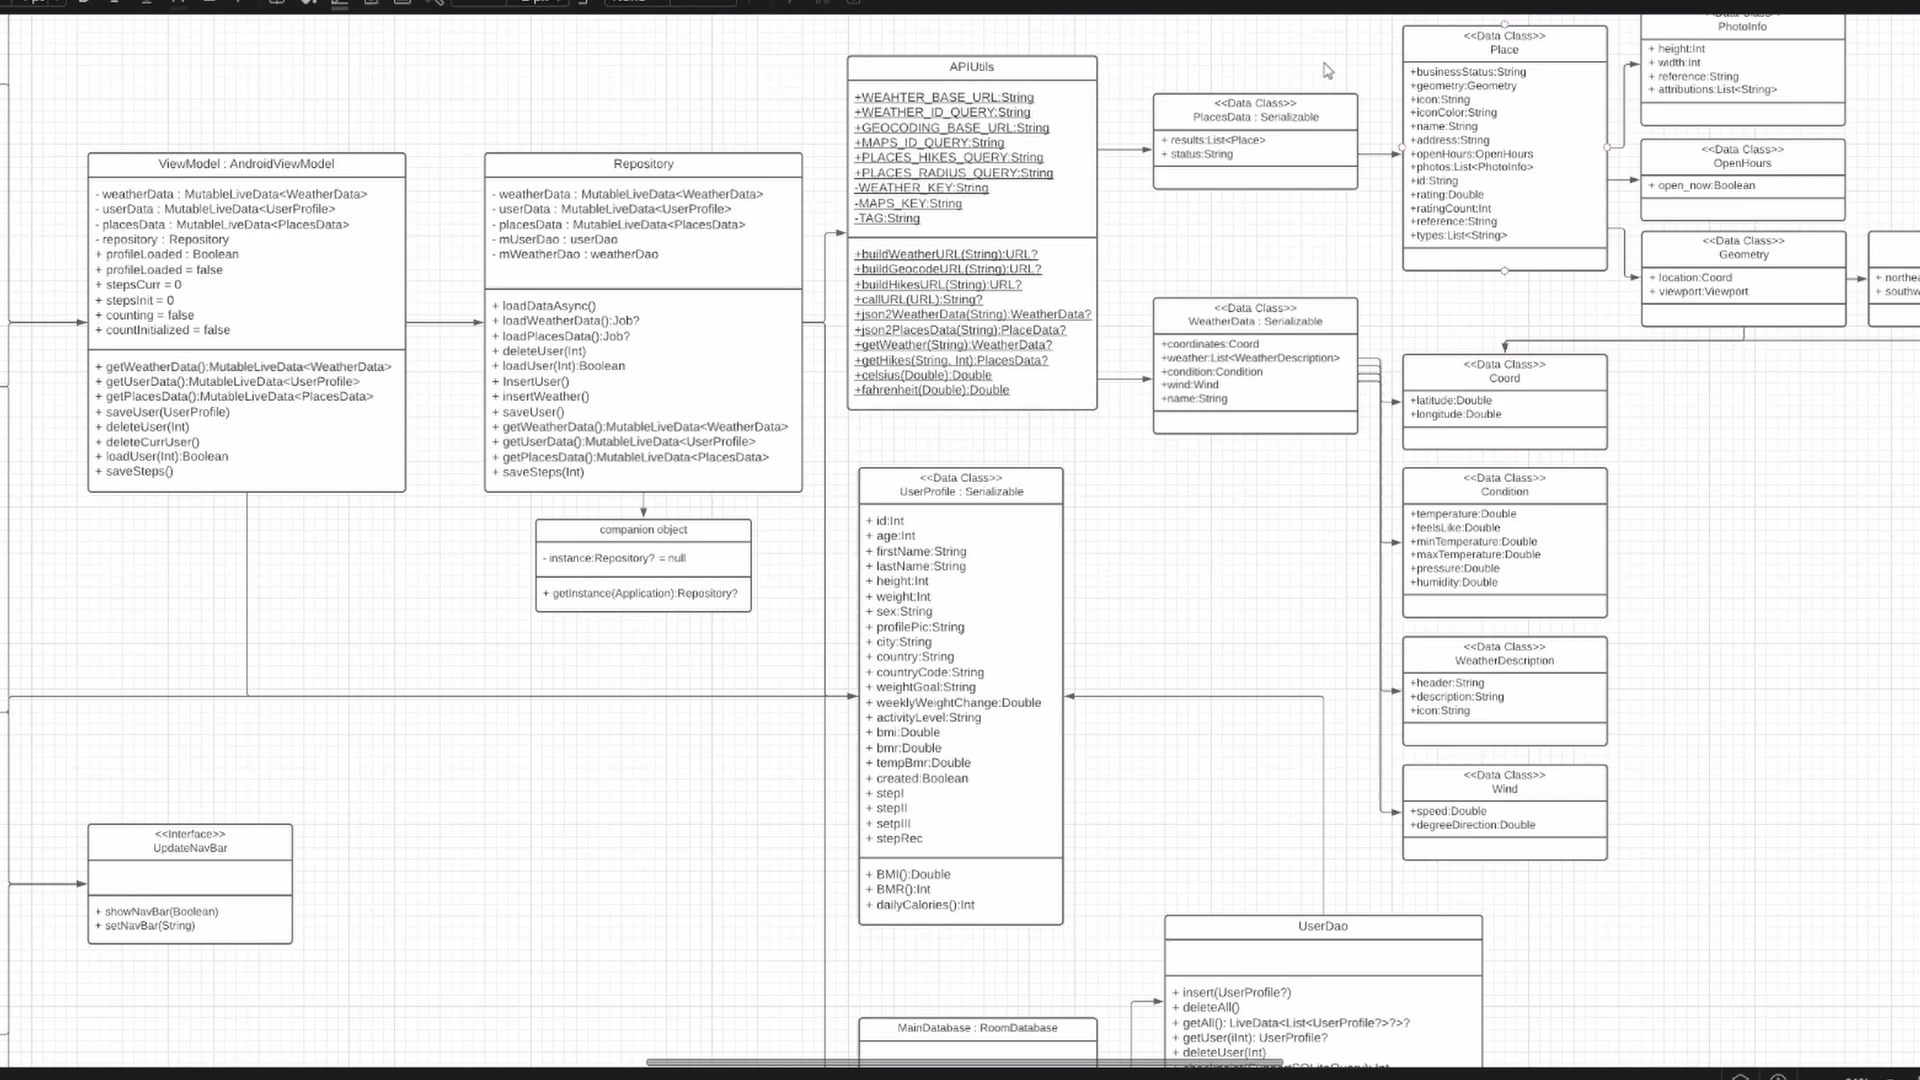 ViewModel : AndroidViewModel
- weatherData : MutableLiveData<WeatherData>
- userData : MutableLiveData<UserProfile>
- placesData : MutableLiveData<PlacesData>
- repository : Repository
+ profileLoaded : Boolean
+ profileLoaded = false
+ stepsCurr = 0
+ stepsInit = 0
+ counting = false
+ countInitialized = false
+ getWeatherData():MutableLiveData<WeatherData>
+ getUserData():MutableLiveData<UserProfile>
+ getPlacesData():MutableLiveData<PlacesData>
+ saveUser(UserProfile)
+ deleteUser(Int)
+ deleteCurrUser()
+ loadUser(Int):Boolean
+ saveSteps()
<<Interface>>
UpdateNavBar
+ showNavBar(Boolean)
+ setNavBar(String)
Repository
- weatherData : MutableLiveData<WeatherData>
- userData : MutableLiveData<UserProfile>
- placesData : MutableLiveData<PlacesData>
- mUserDao : userDao
- mWeatherDao : weatherDao
+ loadDataAsync()
+ loadWeatherData():Job?
+ loadPlacesData():Job?
+ deleteUser(Int)
+ loadUser(Int):Boolean
+ InsertUser()
+ insertWeather()
+ saveUser()
+ getWeatherData():MutableLiveData<WeatherData>
+ getUserData():MutableLiveData<UserProfile>
+ getPlacesData():MutableLiveData<PlacesData>
+ saveSteps(Int)
companion object
- instance:Repository? = null
+ getInstance(Application):Repository?
APIUtils
+WEAHTER_BASE_URL:String
+WEATHER_ID_QUERY:String
+GEOCODING_BASE_URL:String
+MAPS_ID_QUERY:String
+PLACES_HIKES_QUERY:String
+PLACES_RADIUS_QUERY:String
-WEATHER_KEY:String
-MAPS_KEY:String
-TAG:String
+buildWeatherURL(String):URL?
+buildGeocodeURL(String):URL?
+buildHikesURL(String):URL?
+callURL(URL):String?
+json2WeatherData(String):WeatherData?
+json2PlacesData(String):PlaceData?
+getWeather(String):WeatherData?
+getHikes(String, Int):PlacesData?
+celsius(Double):Double
+fahrenheit(Double):Double
<<Data Class>>
UserProfile : Serializable
+ id:Int
+ age:Int
+ firstName:String
+ lastName:String
+ height:Int
+ weight:Int
+ sex:String
+ profilePic:String
+ city:String
+ country:String
+ countryCode:String
+ weightGoal:String
+ weeklyWeightChange:Double
+ activityLevel:String
+ bmi:Double
+ bmr:Double
+ tempBmr:Double
+ created:Boolean
+ stepI
+ stepII
+ setpIII
+ stepRec
+ BMI():Double
+ BMR():Int
+ dailyCalories():Int
MainDatabase : RoomDatabase
<<Data Class>>
PlacesData : Serializable
+ results:List<Place>
+ status:String
<<Data Class>>
WeatherData : Serializable
+coordinates:Coord
+weather:List<WeatherDescription>
+condition:Condition
+wind:Wind
+name:String
UserDao
+ insert(UserProfile?)
+ deleteAll()
+ getAll(): LiveData<List<UserProfile?>?>?
+ getUser(iInt): UserProfile?
+ deleteUser(Int)
<<Data Class>>
Place
+businessStatus:String
+geometry:Geometry
+icon:String
+iconColor:String
+name:String
+address:String
+openHours:OpenHours
+photos:List<PhotoInfo>
+id:String
+rating:Double
+ratingCount:Int
+reference:String
+types:List<String>
<<Data Class>>
Coord
+latitude:Double
+longitude:Double
<<Data Class>>
Condition
+temperature:Double
+feelsLike:Double
+minTemperature:Double
+maxTemperature:Double
+pressure:Double
+humidity:Double
<<Data Class>>
WeatherDescription
+header:String
+description:String
+icon:String
<<Data Class>>
Wind
+speed:Double
+degreeDirection:Double
<<Data Class>>
PhotoInfo
+ height:Int
+ width:Int
+ reference:String
+ attributions:List<String>
<<Data Class>>
OpenHours
+ open_now:Boolean
<<Data Class>>
Geometry
+ location:Coord
+ viewport:Viewport